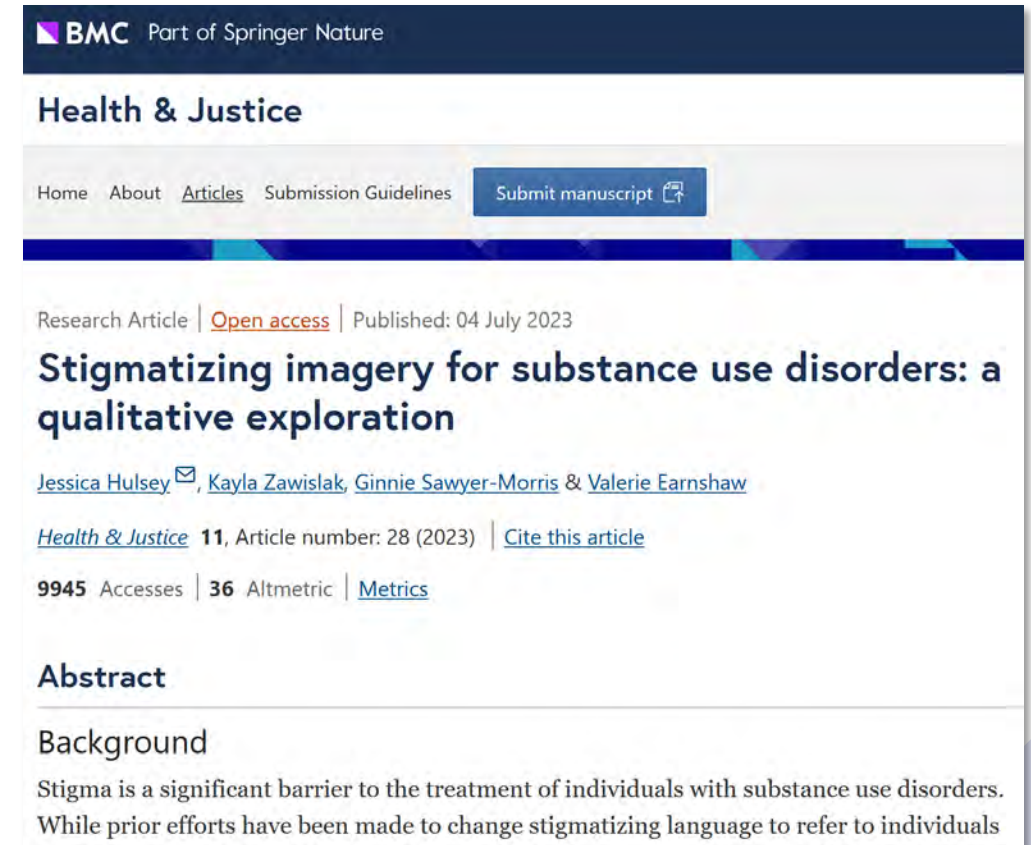 BMC Part of Springer Nature
Health & Justice
Home About Articles Submission Guidelines Submit manuscript
Research Article | Open access | Published: 04 July 2023
Stigmatizing imagery for substance use disorders: a
qualitative exploration
Jessica Hulsey, Kayla Zawislak, Ginnie Sawyer-Morris & Valerie Earnshaw
Health & Justice 11, Article number: 28 (2023) | Cite this article
9945 Accesses | 36 Altmetric | Metrics
Abstract
Background
Stigma is a significant barrier to the treatment of individuals with substance use disorders.
While prior efforts have been made to change stigmatizing language to refer to individuals